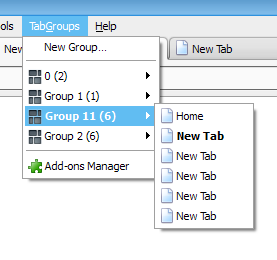 ols TabGroups Help
New Tab
New Group...
0 (2)
Group 1 (1)
Group 11 (6)
Group 2 (6)
Add-ons Manager
Home
New Tab
New Tab
New Tab
New Tab
New Tab